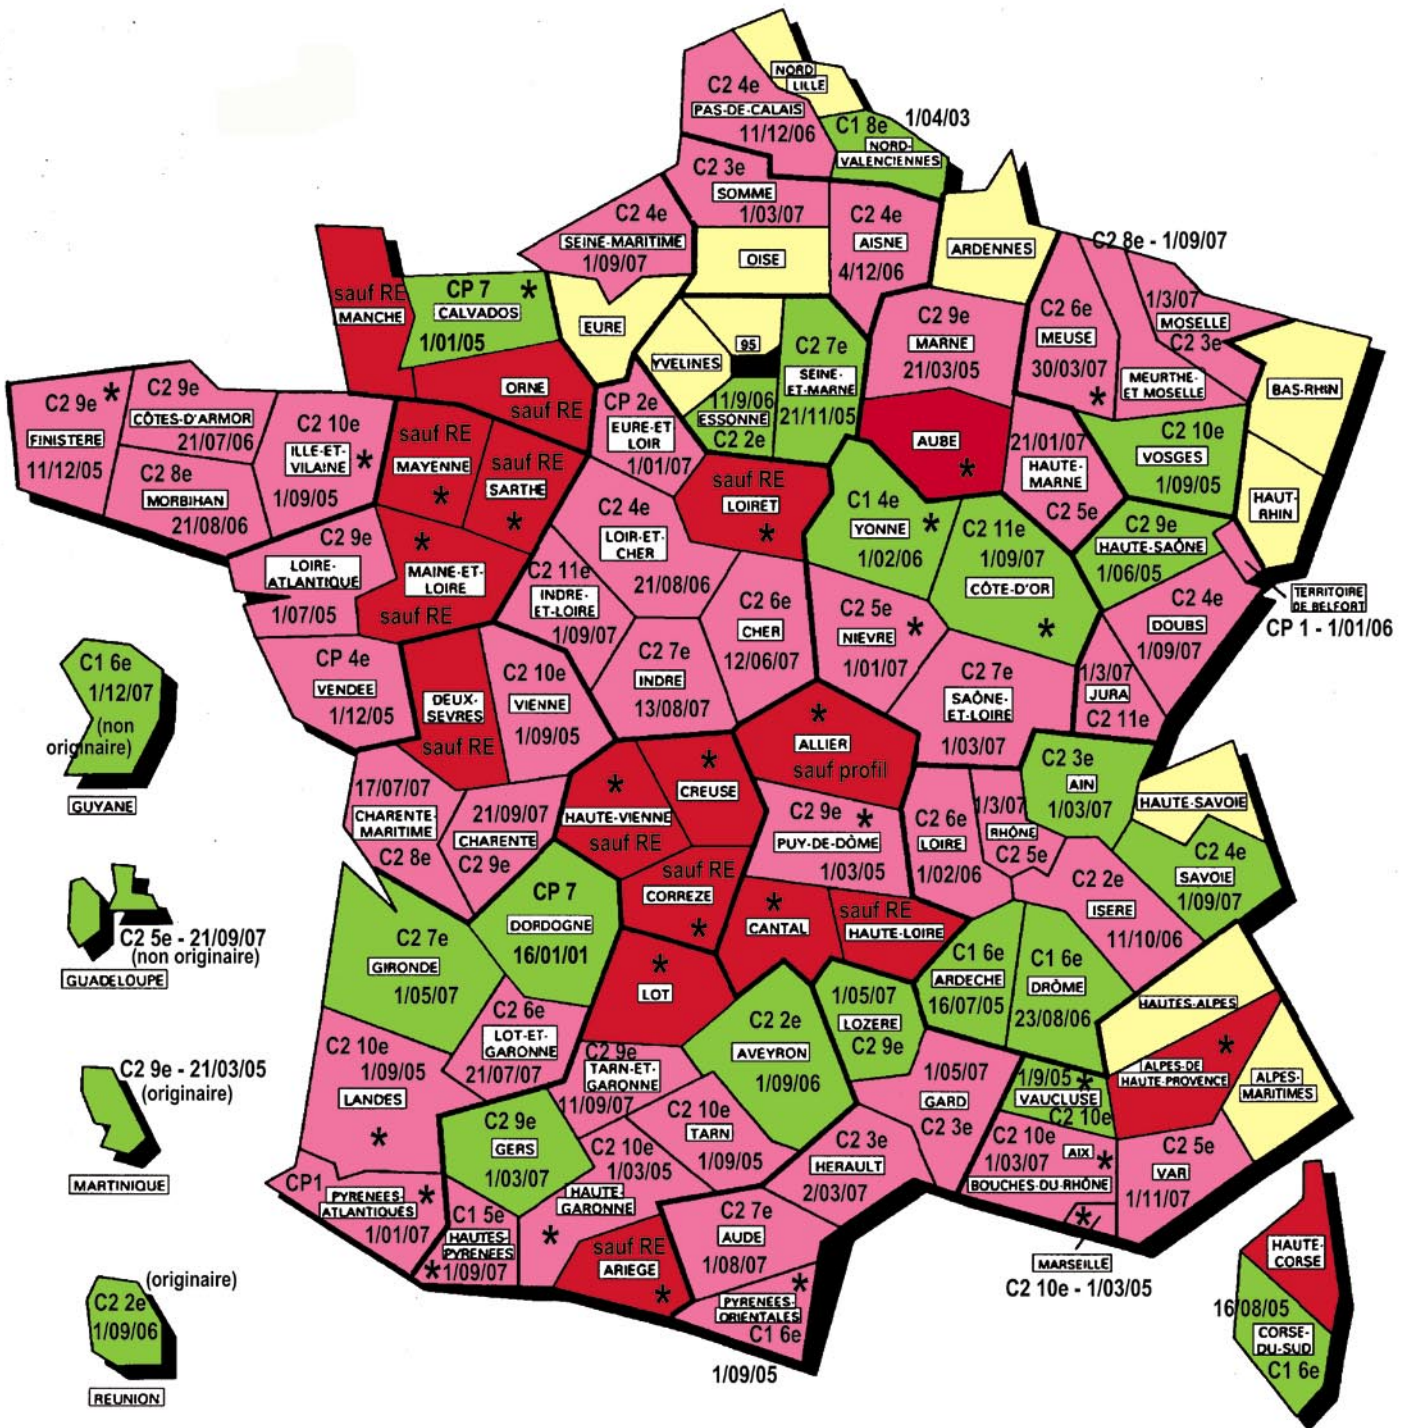 NORD
LILLE
C2 4e
PAS-DE-CALAIS
11/12/06
1/04/03
C1 8e
NORD-
VALENCIENNES
C2 3e
SOMME
1/03/07
C2 4e
SEINE-MARITIME
1/09/07
OISE
C2 4e
AISNE
4/12/06
ARDENNES
C2 8e - 1/09/07
sauf RE
MANCHE
CP 7 *
CALVADOS
1/01/05
EURE
YVELINES
95
C2 7e
SEINE-
ET-MARNE
21/11/05
C2 9e
MARNE
21/03/05
C2 6e
MEUSE
30/03/07
*
1/3/07
MOSELLE
C2 3e
MEURTHE-
ET MOSELLE
BAS-RHIN
ORNE
sauf RE
11/9/06
ESSONNE
C2 2e
C2 9e *
FINISTERE
11/12/05
C2 9e
CÔTES-D'ARMOR
21/07/06
C2 8e
MORBIHAN
21/08/06
C2 10e
ILLE-ET-
VILAINE *
1/09/05
sauf RE
MAYENNE
*
sauf RE
SARTHE
*
CP 2e
EURE-ET
LOIR
1/01/07
sauf RE
LOIRET
*
AUBE
*
21/01/07
HAUTE-
MARNE
C2 5e
C2 10e
VOSGES
1/09/05
HAUT-
RHIN
C2 9e
LOIRE-
ATLANTIQUE
1/07/05
*
MAINE-ET-
LOIRE
sauf RE
C2 4e
LOIR-ET-
CHER
21/08/06
C2 11e
INDRE-
ET-LOIRE
1/09/07
C1 4e
YONNE *
1/02/06
C2 11e
1/09/07
CÔTE-D'OR
*
C2 9e
HAUTE-SAÔNE
1/06/05
TERRITOIRE
DE BELFORT
CP 1 - 1/01/06
C2 6e
CHER
12/06/07
C2 5e
NIEVRE *
1/01/07
C2 4e
DOUBS
1/09/07
C1 6e
1/12/07
(non
originaire)
GUYANE
CP 4e
VENDEE
1/12/05
DEUX-
SEVRES
sauf RE
C2 10e
VIENNE
1/09/05
C2 7e
INDRE
13/08/07
C2 7e
SAÔNE-
ET-LOIRE
1/03/07
1/3/07
JURA
C2 11e
*
ALLIER
sauf profil
C2 3e
AIN
1/03/07
HAUTE-SAVOIE
17/07/07
CHARENTE-
MARITIME
C2 8e
21/09/07
CHARENTE
C2 9e
*
HAUTE-VIENNE
sauf RE
*
CREUSE
C2 9e *
PUY-DE-DÔME
1/03/05
C2 6e
LOIRE
1/02/06
1/3/07
RHÔNE
C2 5e
C2 4e
SAVOIE
1/09/07
C2 2e
ISERE
11/10/06
C2 5e - 21/09/07
(non originaire)
GUADELOUPE
CP 7
DORDOGNE
16/01/01
sauf RE
CORREZE
*
*
CANTAL
sauf RE
HAUTE-LOIRE
C2 7e
GIRONDE
1/05/07
*
LOT
1/05/07
LOZERE
C2 9e
C1 6e
ARDECHE
16/07/05
C1 6e
DRÔME
23/08/06
HAUTES-ALPES
C2 6e
LOT-ET-
GARONNE
21/07/07
C2 2e
AVEYRON
1/09/06
*
ALPES-DE
HAUTE-PROVENCE
ALPES-
MARITIMES
C2 9e - 21/03/05
(originaire)
MARTINIQUE
C2 10e
1/09/05
LANDES
*
C2 9e
TARN-ET-
GARONNE
11/09/07
1/05/07
GARD
C2 3e
1/9/05 *
VAUCLUSE
C2 10e
C2 9e
GERS
1/03/07
C2 10e
TARN
1/09/05
C2 10e
1/03/05
HAUTE-
GARONNE
*
C2 3e
HERAULT
2/03/07
C2 10e
1/03/07 AIX *
BOUCHES-DU-RHÔNE
C2 5e
VAR
1/11/07
CP1
PYRENEES- *
ATLANTIQUES
1/01/07
C1 5e
HAUTES-
PYRENEES
* 1/09/07
sauf RE
ARIEGE
*
C2 7e
AUDE
1/08/07
*
MARSEILLE
C2 10e - 1/03/05
HAUTE-
CORSE
*
PYRENEES-
ORIENTALES
C1 6e
1/09/05
16/08/05
CORSE-
DU-SUD
C1 6e
(originaire)
C2 2e
1/09/06
REUNION